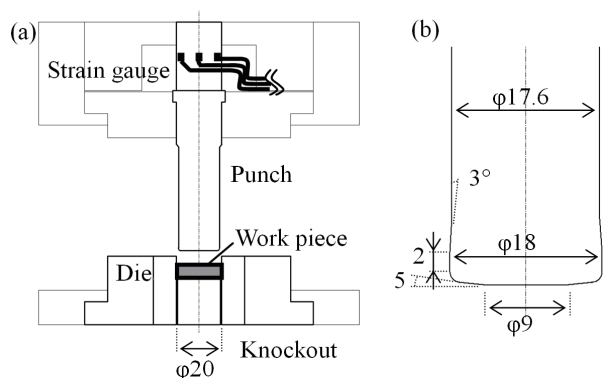 (a)
Strain gauge
Punch
Work piece
Die
Knockout
φ20
(b)
φ17.6
3°
φ18
2
5
φ9